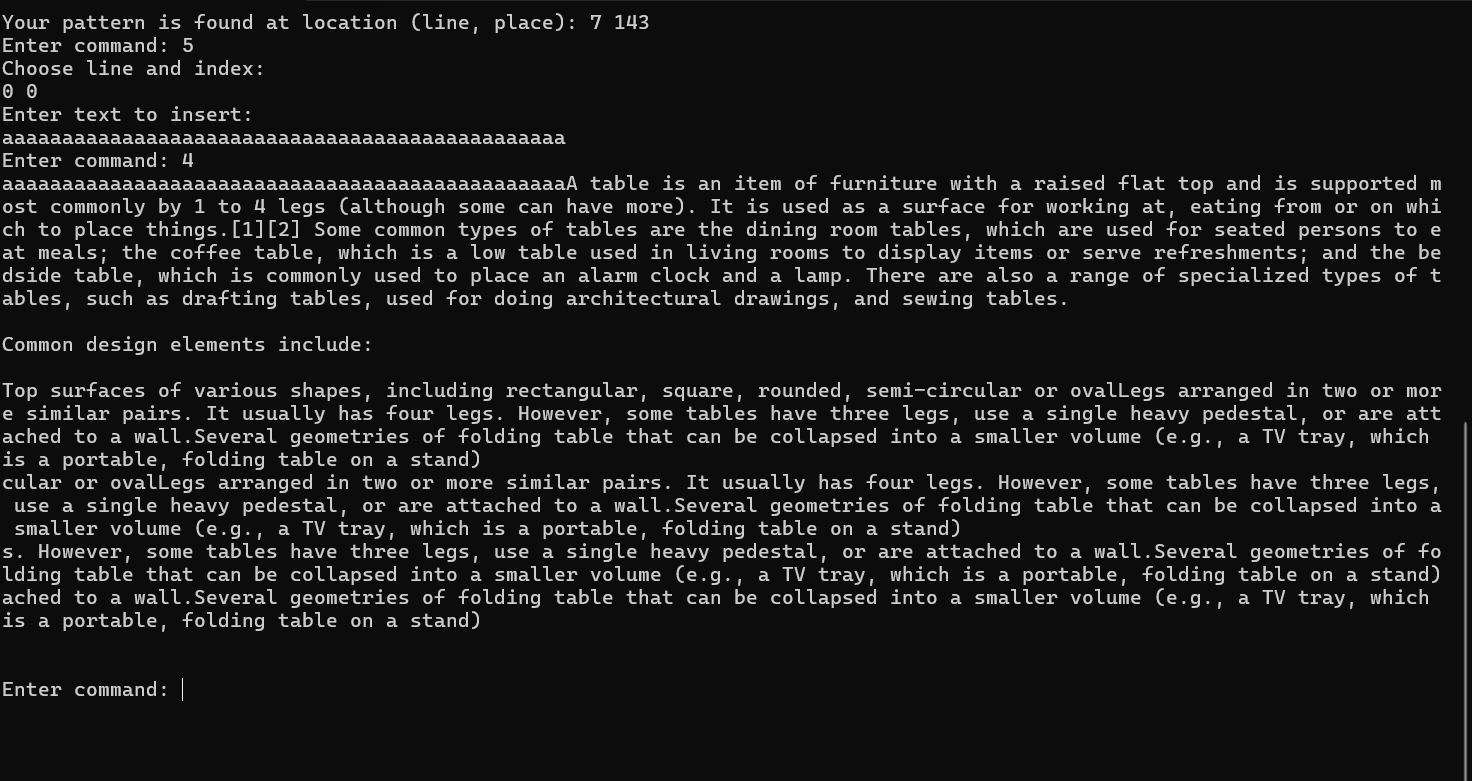 Your pattern is found at location (line, place): 7 143
Enter command: 5
Choose line and index:
0 0
Enter text to insert:
aaaaaaaaaaaaaaaaaaaaaaaaaaaaaaaaaaaaaaaaaaaaaaa
Enter command: 4
aaaaaaaaaaaaaaaaaaaaaaaaaaaaaaaaaaaaaaaaaaaaaaaA table is an item of furniture with a raised flat top and is supported m
ost commonly by 1 to 4 legs (although some can have more). It is used as a surface for working at, eating from or on whi
ch to place things.[1][2] Some common types of tables are the dining room tables, which are used for seated persons to e
at meals; the coffee table, which is a low table used in living rooms to display items or serve refreshments; and the be
dside table, which is commonly used to place an alarm clock and a lamp. There are also a range of specialized types of t
ables, such as drafting tables, used for doing architectural drawings, and sewing tables.
Common design elements include:
Top surfaces of various shapes, including rectangular, square, rounded, semi-circular or ovalLegs arranged in two or mor
e similar pairs. It usually has four legs. However, some tables have three legs, use a single heavy pedestal, or are att
ached to a wall.Several geometries of folding table that can be collapsed into a smaller volume (e.g., a TV tray, which
is a portable, folding table on a stand)
cular or ovalLegs arranged in two or more similar pairs. It usually has four legs. However, some tables have three legs,
 use a single heavy pedestal, or are attached to a wall.Several geometries of folding table that can be collapsed into a
 smaller volume (e.g., a TV tray, which is a portable, folding table on a stand)
s. However, some tables have three legs, use a single heavy pedestal, or are attached to a wall.Several geometries of fo
lding table that can be collapsed into a smaller volume (e.g., a TV tray, which is a portable, folding table on a stand)
ached to a wall.Several geometries of folding table that can be collapsed into a smaller volume (e.g., a TV tray, which
is a portable, folding table on a stand)
Enter command: